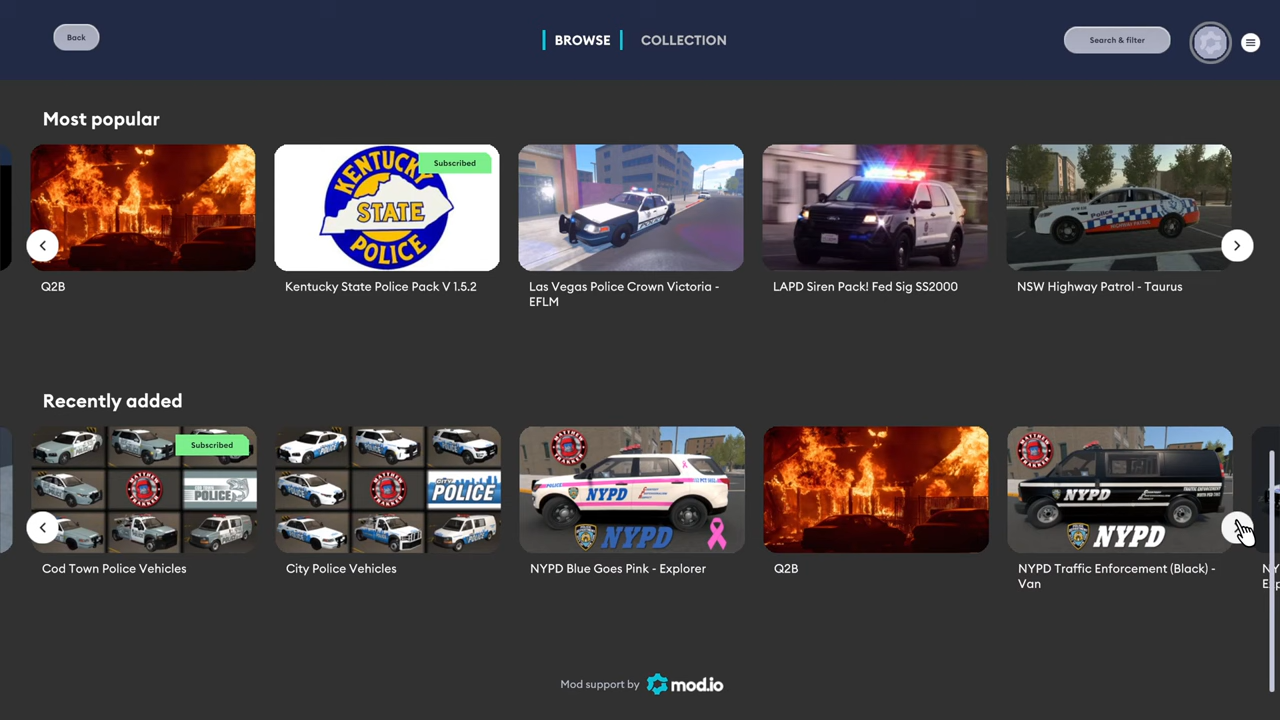 Back
BROWSE
COLLECTION
Search & filter
Most popular
KENTUCKY
STATE
POLICE
Subscribed
Police
Q2B
Kentucky State Police Pack V 1.5.2
Las Vegas Police Crown Victoria -
EFLM
LAPD Siren Pack! Fed Sig SS2000
NSW Highway Patrol - Taurus
Recently added
Subscribed
POLICE
POLICE
NYPD
NYPD
NYPD
NYPD
Cod Town Police Vehicles
City Police Vehicles
NYPD Blue Goes Pink - Explorer
Q2B
NYPD Traffic Enforcement (Black) -
Van
Mod support by
mod.io